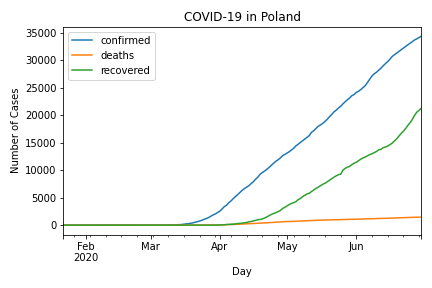 COVID-19 in Poland
confirmed
deaths
recovered
35000
30000
25000
20000
15000
10000
5000
0
Number of Cases
Feb
2020
Mar
Apr
May
Jun
Day